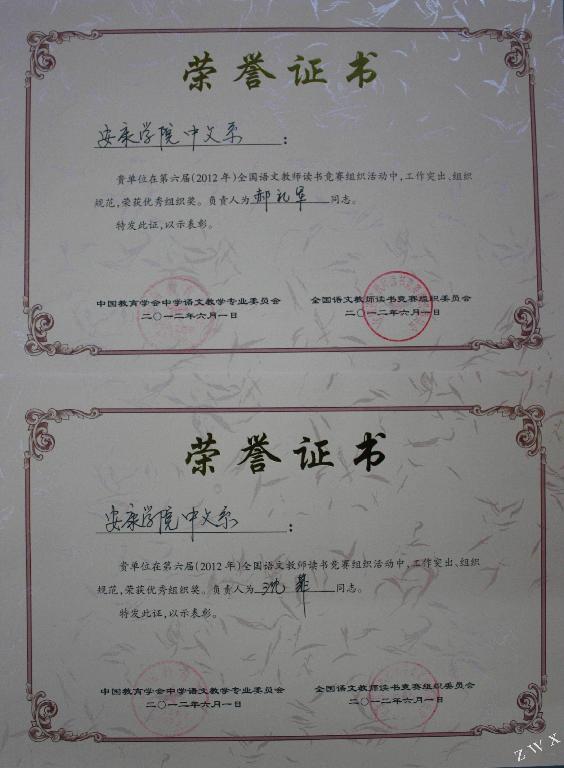 荣誉证书
安康学院中文系：
贵单位在第六届(2012年)全国语文教师读书竞赛组织活动中,工作突出、组织
规范,荣获优秀组织奖。负责人为郝礼军同志。
特发此证,以示表彰。
中国教育学会中学语文教学专业委员会 全国语文教师读书竞赛组织委员会
二〇一二年六月一日 二〇一二年六月一日
荣誉证书
安康学院中文系：
贵单位在第六届(2012年)全国语文教师读书竞赛组织活动中,工作突出、组织
规范,荣获优秀组织奖。负责人为沈菲同志。
特发此证,以示表彰。
中国教育学会中学语文教学专业委员会 全国语文教师读书竞赛组织委员会
二〇一二年六月一日 二〇一二年六月一日
ZWX